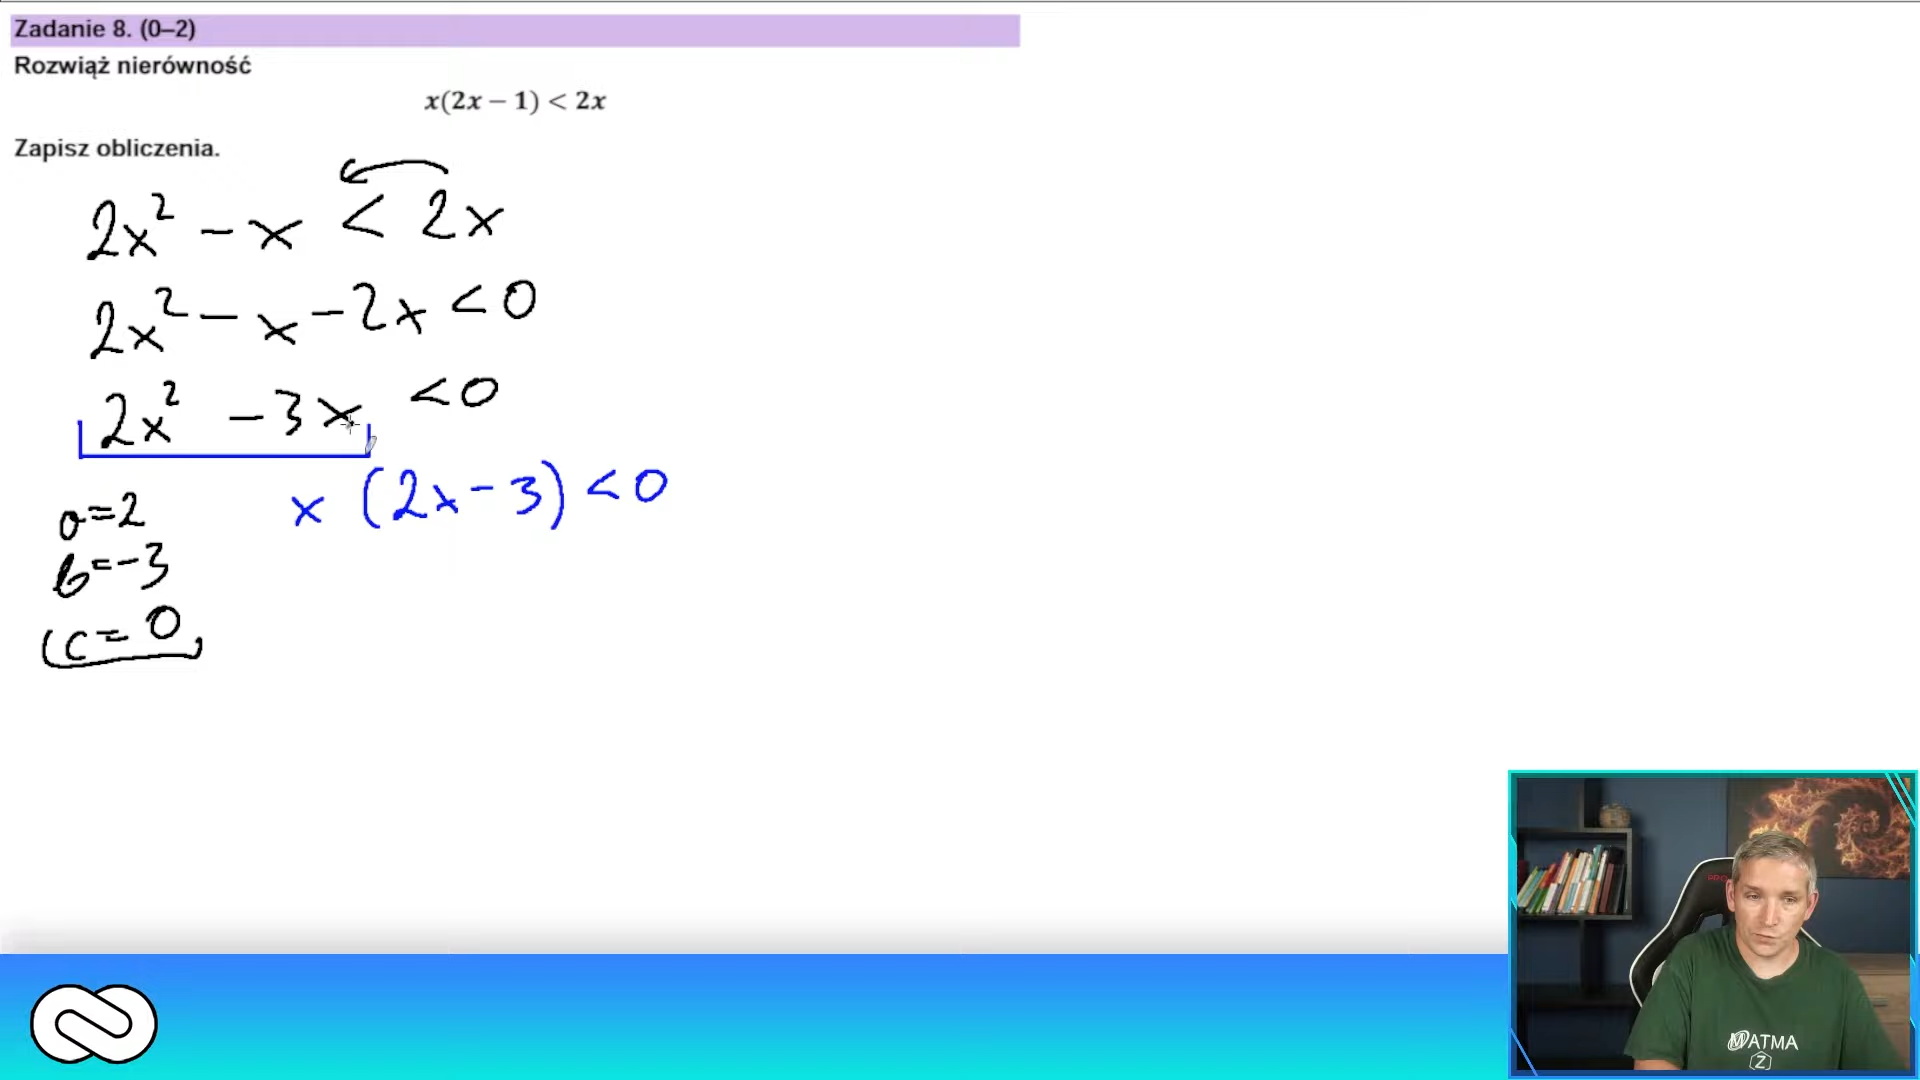 Zadanie 8. (0–2)
Rozwiąż nierówność
x(2x − 1) < 2x
Zapisz obliczenia.
2x² − x < 2x
2x² − x − 2x < 0
2x² − 3x < 0
x (2x − 3) < 0
a = 2
b = −3
c = 0
PRO
MATMA
Z